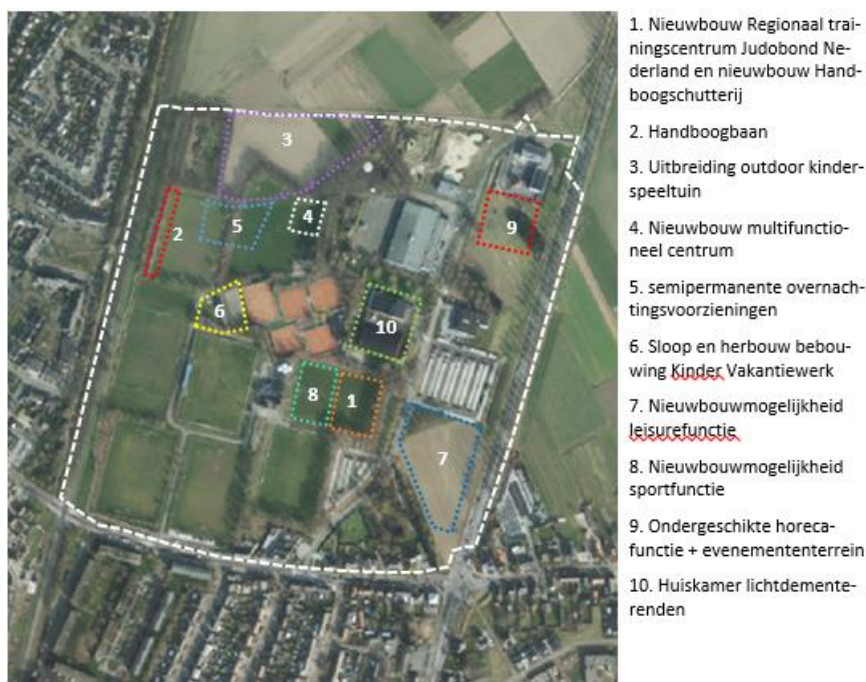 1. Nieuwbouw Regionaal trai-
ningscentrum Judobond Ne-
derland en nieuwbouw Hand-
boogschutterij
2. Handboogbaan
3. Uitbreiding outdoor kinder-
speeltuin
4. Nieuwbouw multifunctio-
neel centrum
5. semipermanente overnach-
tingsvoorzieningen
6. Sloop en herbouw bebou-
wing Kinder Vakantiewerk
7. Nieuwbouwmogelijkheid
leisurefunctie
8. Nieuwbouwmogelijkheid
sportfunctie
9. Ondergeschikte horeca-
functie + evenemententerrein
10. Huiskamer lichtdemente-
renden
3
4
2
5
9
6
10
8
1
7